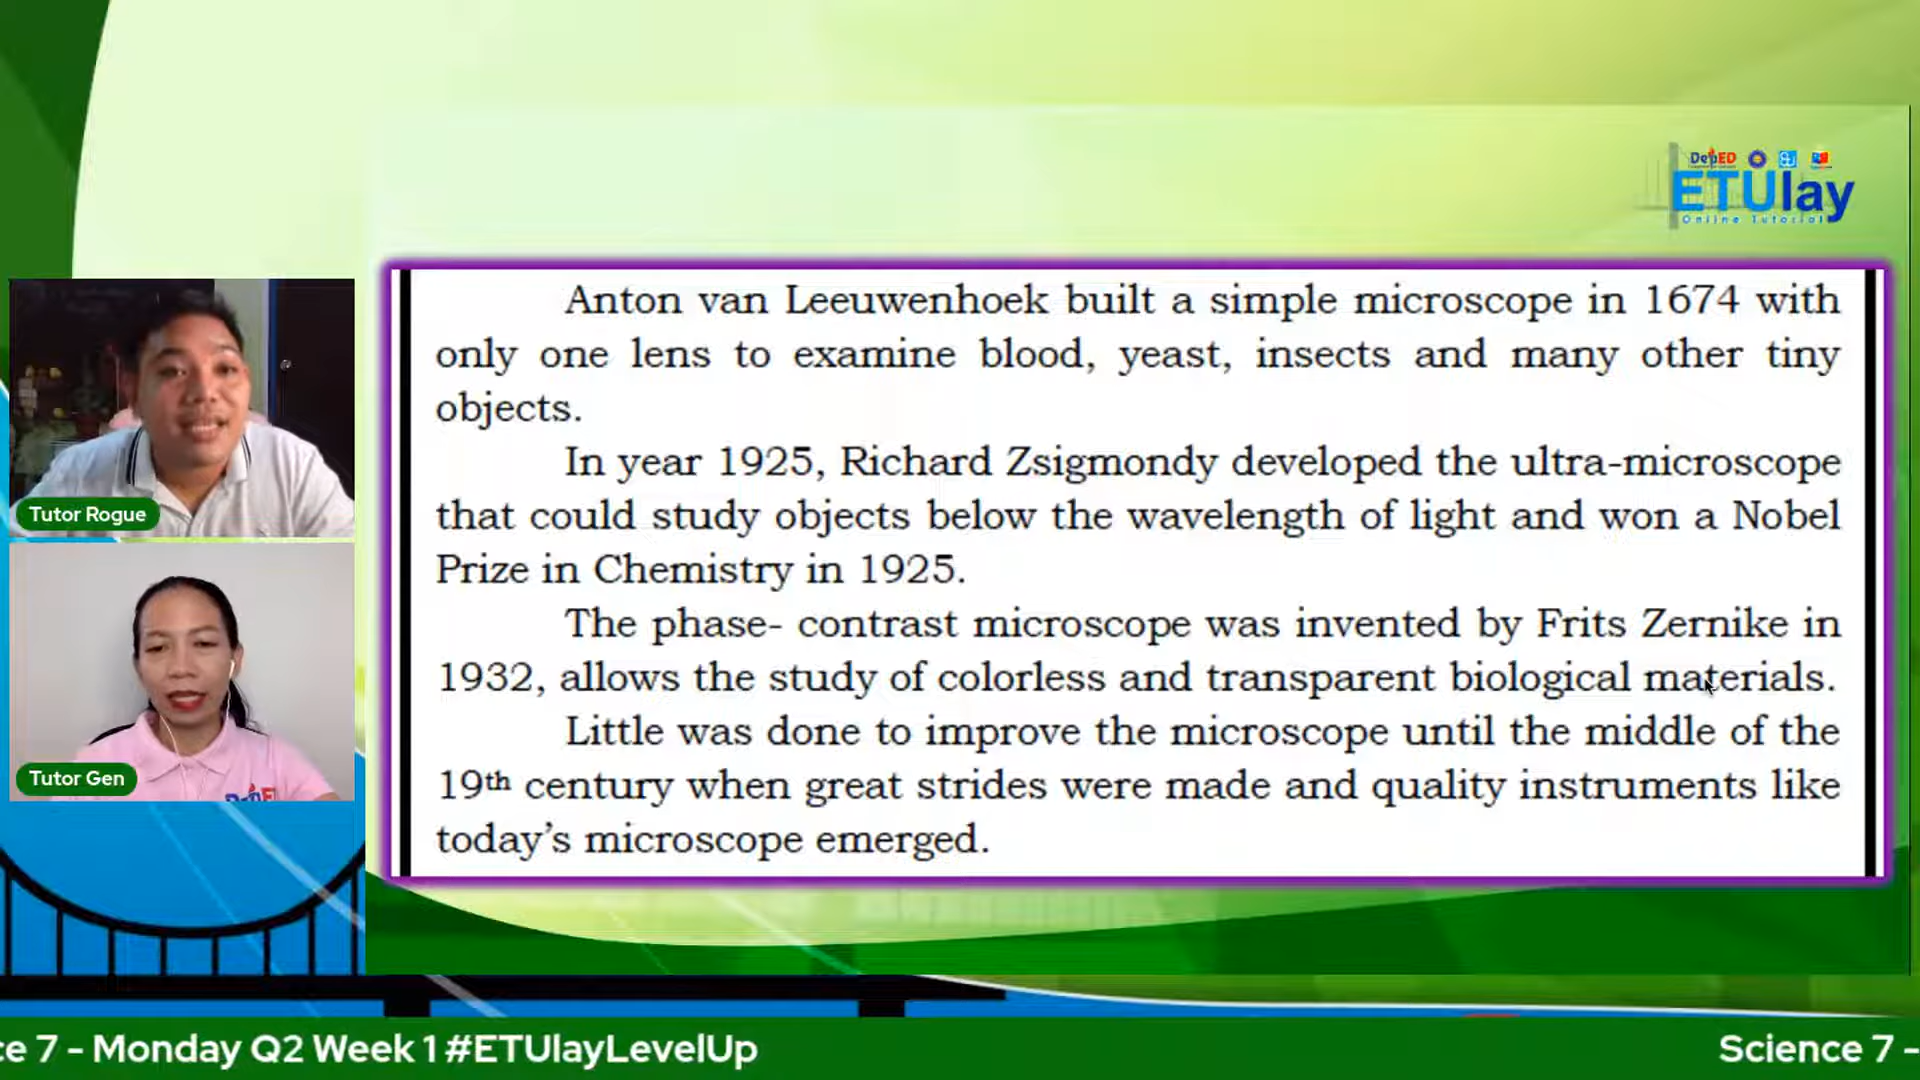 DepED
ETUlay
Online Tutorial
Anton van Leeuwenhoek built a simple microscope in 1674 with
only one lens to examine blood, yeast, insects and many other tiny
objects.
In year 1925, Richard Zsigmondy developed the ultra-microscope
that could study objects below the wavelength of light and won a Nobel
Prize in Chemistry in 1925.
The phase- contrast microscope was invented by Frits Zernike in
1932, allows the study of colorless and transparent biological materials.
Little was done to improve the microscope until the middle of the
19th century when great strides were made and quality instruments like
today's microscope emerged.
Tutor Rogue
Tutor Gen
DepED
ce 7 - Monday Q2 Week 1 #ETUlayLevelUp
Science 7 -